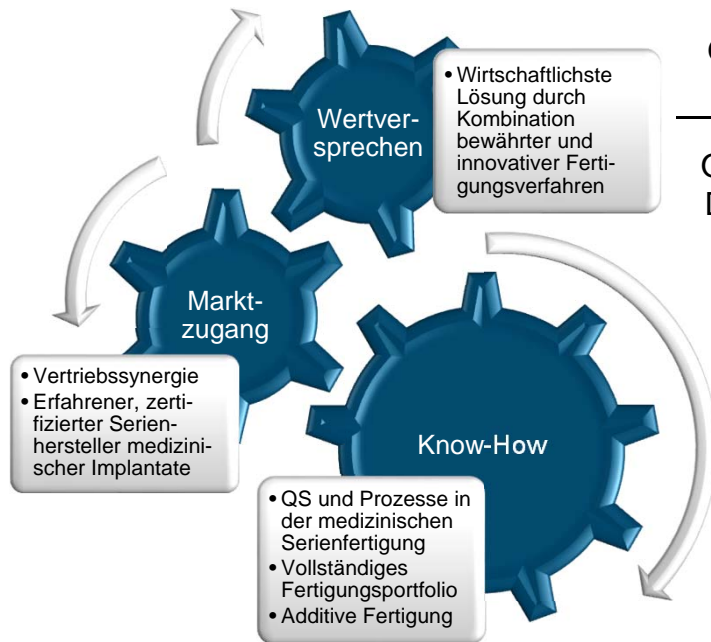 Wertver-
sprechen
• Wirtschaftlichste
Lösung durch
Kombination
bewährter und
innovativer Ferti-
gungsverfahren
Markt-
zugang
• Vertriebssynergie
• Erfahrener, zerti-
fizierter Serien-
hersteller medizini-
scher Implantate
Know-How
• QS und Prozesse in
der medizinischen
Serienfertigung
• Vollständiges
Fertigungsportfolio
• Additive Fertigung